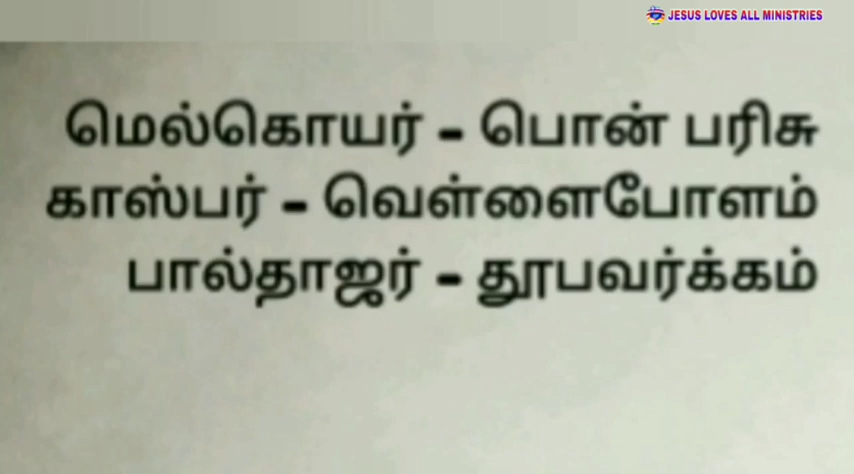 JESUS LOVES ALL MINISTRIES
மெல்கொயர் - பொன் பரிசு
காஸ்பர் - வெள்ளைபோளம்
பால்தாஜர் - தூபவர்க்கம்